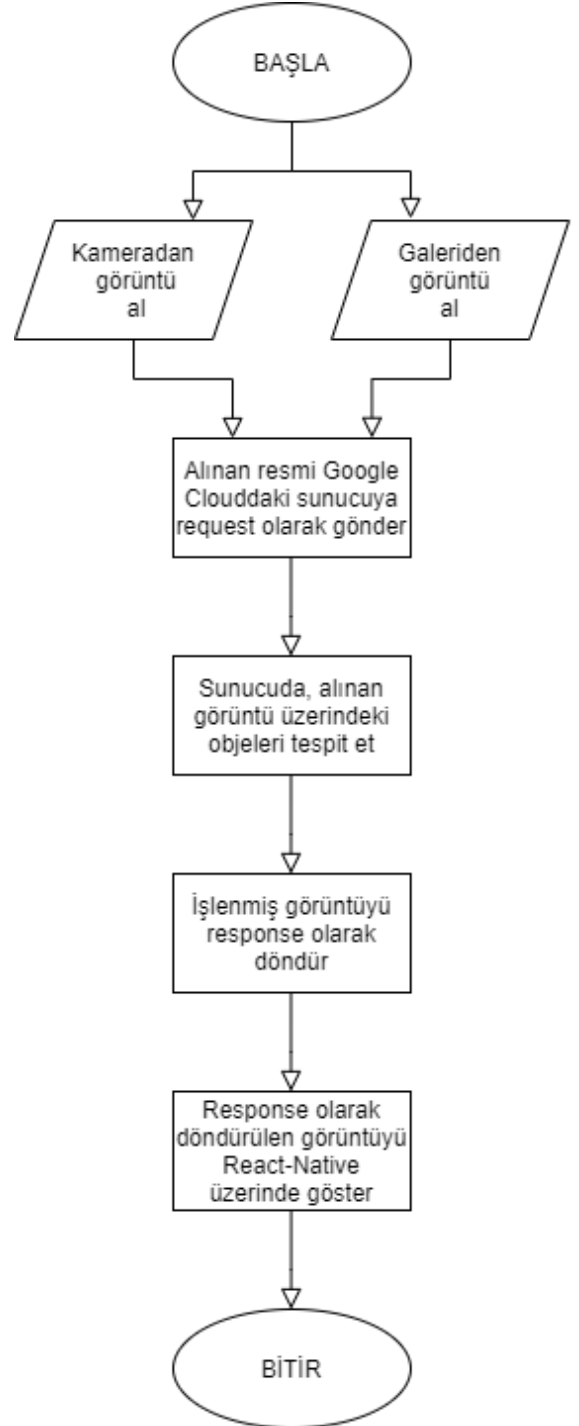 BAŞLA
Kameradan
görüntü
al
Galeriden
görüntü
al
Alınan resmi Google
Clouddaki sunucuya
request olarak gönder
Sunucuda, alınan
görüntü üzerindeki
objeleri tespit et
İşlenmiş görüntüyü
response olarak
döndür
Response olarak
döndürülen görüntüyü
React-Native
üzerinde göster
BİTİR